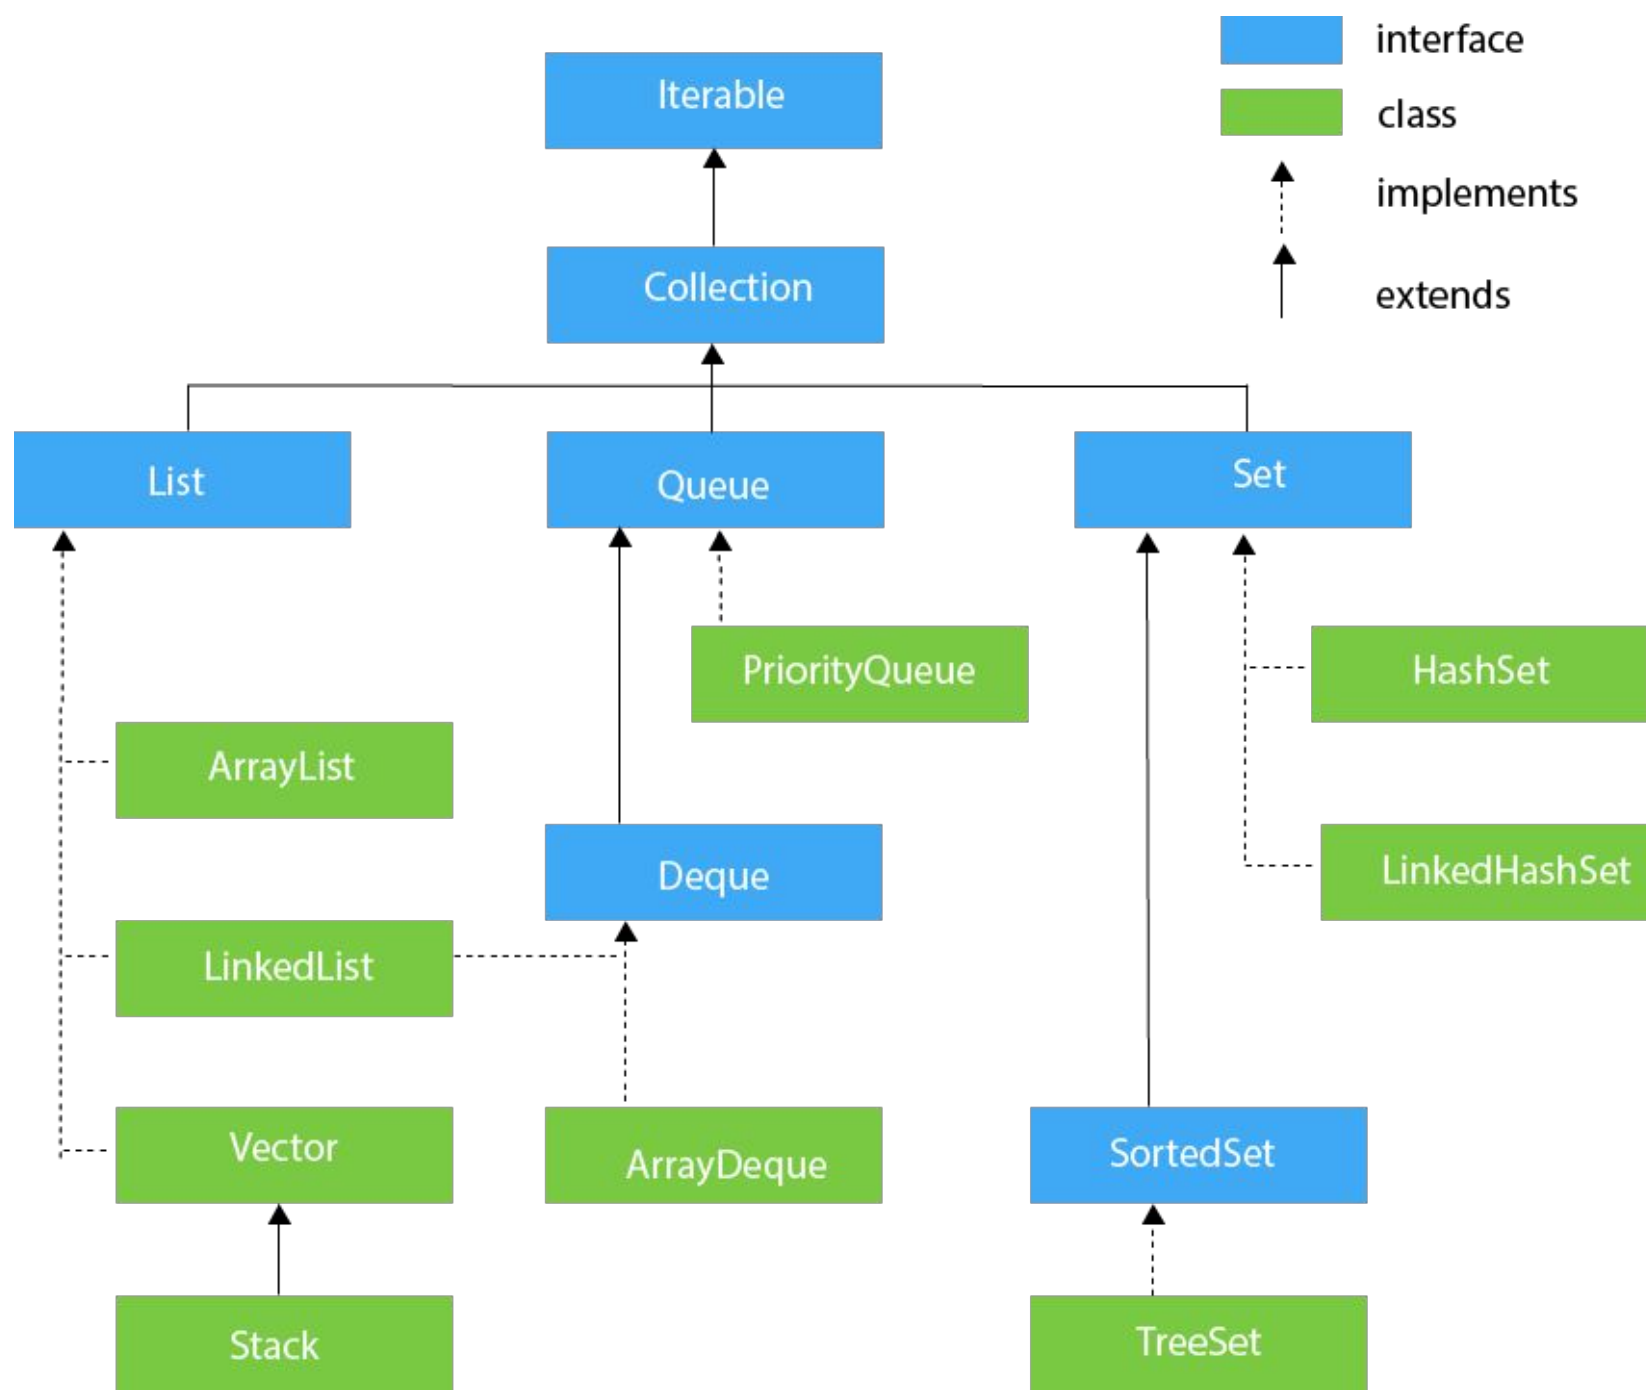 interface
Iterable
class
implements
Collection
extends
List
Queue
Set
PriorityQueue
HashSet
ArrayList
Deque
LinkedHashSet
LinkedList
Vector
ArrayDeque
SortedSet
Stack
TreeSet